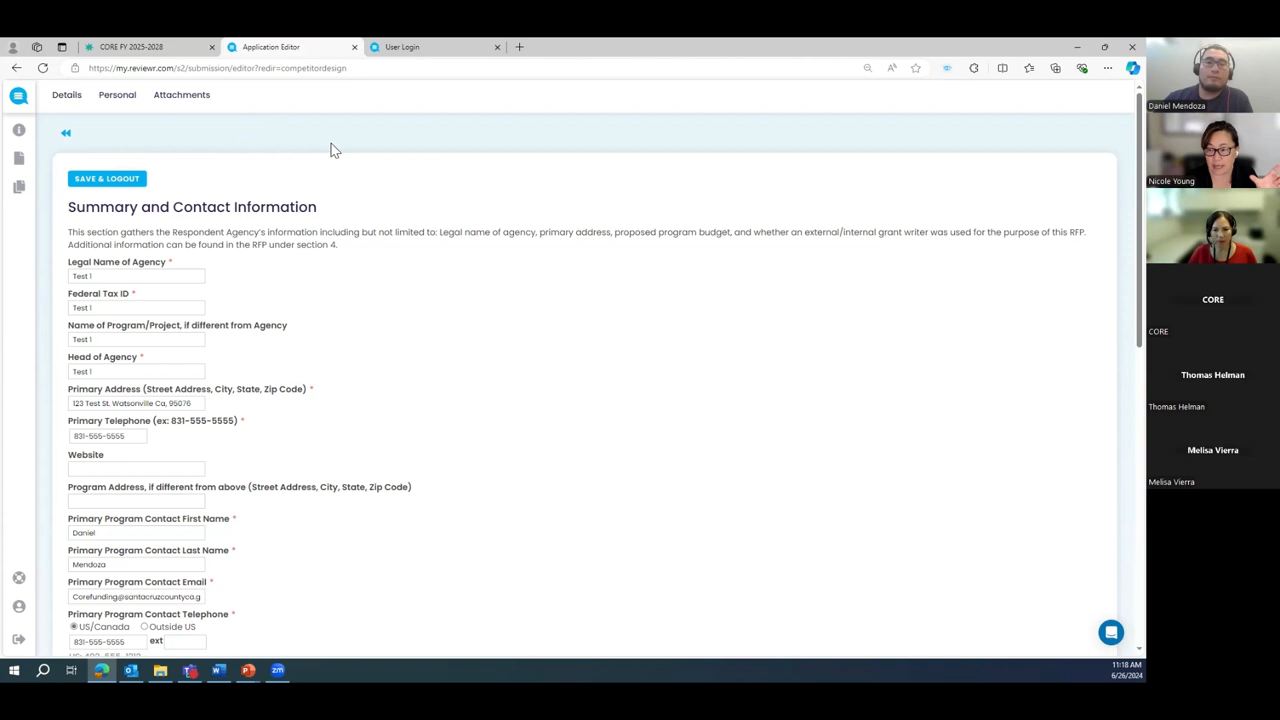 CORE FY 2025-2028
Application Editor
User Login
https://my.reviewr.com/s2/submission/editor?redir=competitordesign
Details
Personal
Attachments
SAVE & LOGOUT
Summary and Contact Information
This section gathers the Respondent Agency's information including but not limited to: Legal name of agency, primary address, proposed program budget, and whether an external/internal grant writer was used for the purpose of this RFP.
Additional information can be found in the RFP under section 4.
Legal Name of Agency *
Test 1
Federal Tax ID *
Test 1
Name of Program/Project, if different from Agency
Test 1
Head of Agency *
Test 1
Primary Address (Street Address, City, State, Zip Code) *
123 Test St. Watsonville Ca, 95076
Primary Telephone (ex: 831-555-5555) *
831-555-5555
Website
Program Address, if different from above (Street Address, City, State, Zip Code)
Primary Program Contact First Name *
Daniel
Primary Program Contact Last Name *
Mendoza
Primary Program Contact Email *
Corefunding@santacruzcountyca.g
Primary Program Contact Telephone *
US/Canada
Outside US
831-555-5555
ext
11:18 AM
6/26/2024
Daniel Mendoza
Nicole Young
CORE
CORE
Thomas Helman
Thomas Helman
Melisa Vierra
Melisa Vierra